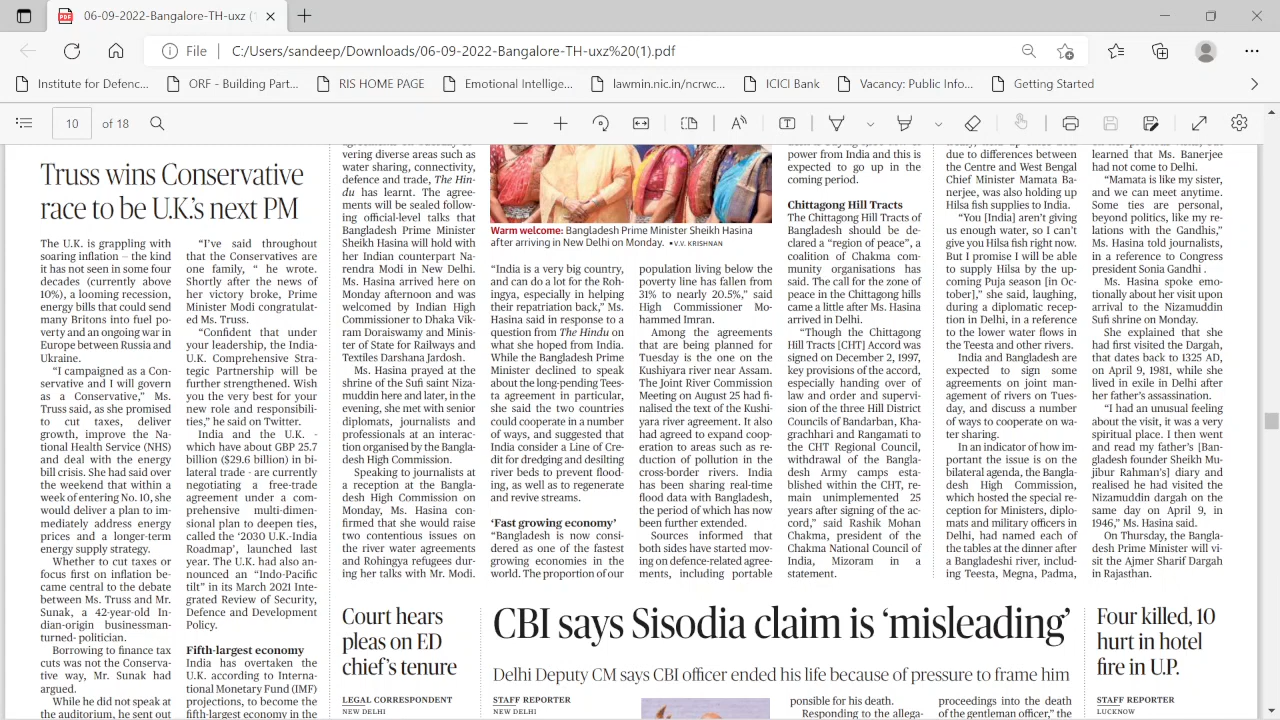 06-09-2022-Bangalore-TH-uxz (
File
C:/Users/sandeep/Downloads/06-09-2022-Bangalore-TH-uxz%20(1).pdf
Institute for Defenc...
ORF - Building Part...
RIS HOME PAGE
Emotional Intellige...
lawmin.nic.in/ncrwc...
ICICI Bank
Vacancy: Public Info...
Getting Started
10 of 18
Truss wins Conservative
race to be U.K.’s next PM
The U.K. is grappling with
soaring inflation — the kind
it has not seen in some four
decades (currently above
10%), a looming recession,
energy bills that could send
many Britons into fuel po-
verty and an ongoing war in
Europe between Russia and
Ukraine.
“I campaigned as a Con-
servative and I will govern
as a Conservative,” Ms.
Truss said, as she promised
to cut taxes, deliver
growth, improve the Na-
tional Health Service (NHS)
and deal with the energy
bill crisis. She had said over
the weekend that within a
week of entering No. 10, she
would deliver a plan to im-
mediately address energy
prices and a longer-term
energy supply strategy.
Whether to cut taxes or
focus first on inflation be-
came central to the debate
between Ms. Truss and Mr.
Sunak, a 42-year-old In-
dian-origin businessman-
turned- politician.
Borrowing to finance tax
cuts was not the Conserva-
tive way, Mr. Sunak had
argued.
While he did not speak at
the auditorium, he sent out
“I’ve said throughout
that the Conservatives are
one family, “ he wrote.
Shortly after the news of
her victory broke, Prime
Minister Modi congratulat-
ed Ms. Truss.
“Confident that under
your leadership, the India-
U.K. Comprehensive Stra-
tegic Partnership will be
further strengthened. Wish
you the very best for your
new role and responsibili-
ties,” he said on Twitter.
India and the U.K. -
which have about GBP 25.7
billion ($29.6 billion) in bi-
lateral trade - are currently
negotiating a free-trade
agreement under a com-
prehensive multi-dimen-
sional plan to deepen ties,
called the ‘2030 U.K.-India
Roadmap’, launched last
year. The U.K. had also an-
nounced an “Indo-Pacific
tilt” in its March 2021 Inte-
grated Review of Security,
Defence and Development
Policy.
Fifth-largest economy
India has overtaken the
U.K. according to Interna-
tional Monetary Fund (IMF)
projections, to become the
fifth-largest economy in the
vering diverse areas such as
water sharing, connectivity,
defence and trade, The Hin-
du has learnt. The agree-
ments will be sealed follow-
ing official-level talks that
Bangladesh Prime Minister
Sheikh Hasina will hold with
her Indian counterpart Na-
rendra Modi in New Delhi.
Ms. Hasina arrived here on
Monday afternoon and was
welcomed by Indian High
Commissioner to Dhaka Vik-
ram Doraiswamy and Minis-
ter of State for Railways and
Textiles Darshana Jardosh.
Ms. Hasina prayed at the
shrine of the Sufi saint Niza-
muddin here and later, in the
evening, she met with senior
diplomats, journalists and
professionals at an interac-
tion organised by the Bangla-
desh High Commission.
Speaking to journalists at
a reception at the Bangla-
desh High Commission on
Monday, Ms. Hasina con-
firmed that she would raise
two contentious issues on
the river water agreements
and Rohingya refugees dur-
ing her talks with Mr. Modi.
Warm welcome: Bangladesh Prime Minister Sheikh Hasina
after arriving in New Delhi on Monday. •V.V. KRISHNAN
“India is a very big country,
and can do a lot for the Roh-
ingya, especially in helping
their repatriation back,” Ms.
Hasina said in response to a
question from The Hindu on
what she hoped from India.
While the Bangladesh Prime
Minister declined to speak
about the long-pending Tees-
ta agreement in particular,
she said the two countries
could cooperate in a number
of ways, and suggested that
India consider a Line of Cre-
dit for dredging and desilting
river beds to prevent flood-
ing, as well as to regenerate
and revive streams.
‘Fast growing economy’
“Bangladesh is now consi-
dered as one of the fastest
growing economies in the
world. The proportion of our
population living below the
poverty line has fallen from
31% to nearly 20.5%,” said
High Commissioner Mo-
hammed Imran.
Among the agreements
that are being planned for
Tuesday is the one on the
Kushiyara river near Assam.
The Joint River Commission
Meeting on August 25 had fi-
nalised the text of the Kushi-
yara river agreement. It also
had agreed to expand coop-
eration to areas such as re-
duction of pollution in the
cross-border rivers. India
has been sharing real-time
flood data with Bangladesh,
the period of which has now
been further extended.
Sources informed that
both sides have started mov-
ing on defence-related agree-
ments, including portable
power from India and this is
expected to go up in the
coming period.
Chittagong Hill Tracts
The Chittagong Hill Tracts of
Bangladesh should be de-
clared a “region of peace”, a
coalition of Chakma com-
munity organisations has
said. The call for the zone of
peace in the Chittagong hills
came a little after Ms. Hasina
arrived in Delhi.
“Though the Chittagong
Hill Tracts [CHT] Accord was
signed on December 2, 1997,
key provisions of the accord,
especially handing over of
law and order and supervi-
sion of the three Hill District
Councils of Bandarban, Kha-
grachhari and Rangamati to
the CHT Regional Council,
withdrawal of the Bangla-
desh Army camps esta-
blished within the CHT, re-
main unimplemented 25
years after signing of the ac-
cord,” said Rashik Mohan
Chakma, president of the
Chakma National Council of
India, Mizoram in a
statement.
due to differences between
the Centre and West Bengal
Chief Minister Mamata Ba-
nerjee, was also holding up
Hilsa fish supplies to India.
“You [India] aren’t giving
us enough water, so I can’t
give you Hilsa fish right now.
But I promise I will be able
to supply Hilsa by the up-
coming Puja season [in Oc-
tober],” she said, laughing,
during a diplomatic recep-
tion in Delhi, in a reference
to the lower water flows in
the Teesta and other rivers.
India and Bangladesh are
expected to sign some
agreements on joint man-
agement of rivers on Tues-
day, and discuss a number
of ways to cooperate on wa-
ter sharing.
In an indicator of how im-
portant the issue is on the
bilateral agenda, the Bangla-
desh High Commission,
which hosted the special re-
ception for Ministers, diplo-
mats and military officers in
Delhi, had named each of
the tables at the dinner after
a Bangladeshi river, includ-
ing Teesta, Megna, Padma,
learned that Ms. Banerjee
had not come to Delhi.
“Mamata is like my sister,
and we can meet anytime.
Some ties are personal,
beyond politics, like my re-
lations with the Gandhis,”
Ms. Hasina told journalists,
in a reference to Congress
president Sonia Gandhi .
Ms. Hasina spoke emo-
tionally about her visit upon
arrival to the Nizamuddin
Sufi shrine on Monday.
She explained that she
had first visited the Dargah,
that dates back to 1325 AD,
on April 9, 1981, while she
lived in exile in Delhi after
her father’s assassination.
“I had an unusual feeling
about the visit, it was a very
spiritual place. I then went
and read my father’s [Ban-
gladesh founder Sheikh Mu-
jibur Rahman’s] diary and
realised he had visited the
Nizamuddin dargah on the
same day on April 9, in
1946,” Ms. Hasina said.
On Thursday, the Bangla-
desh Prime Minister will vi-
sit the Ajmer Sharif Dargah
in Rajasthan.
Court hears
pleas on ED
chief’s tenure
LEGAL CORRESPONDENT
NEW DELHI
CBI says Sisodia claim is ‘misleading’
Delhi Deputy CM says CBI officer ended his life because of pressure to frame him
STAFF REPORTER
NEW DELHI
ponsible for his death.
Responding to the allega-
proceedings into the death
of the gentleman officer,” the
Four killed, 10
hurt in hotel
fire in U.P.
STAFF REPORTER
LUCKNOW